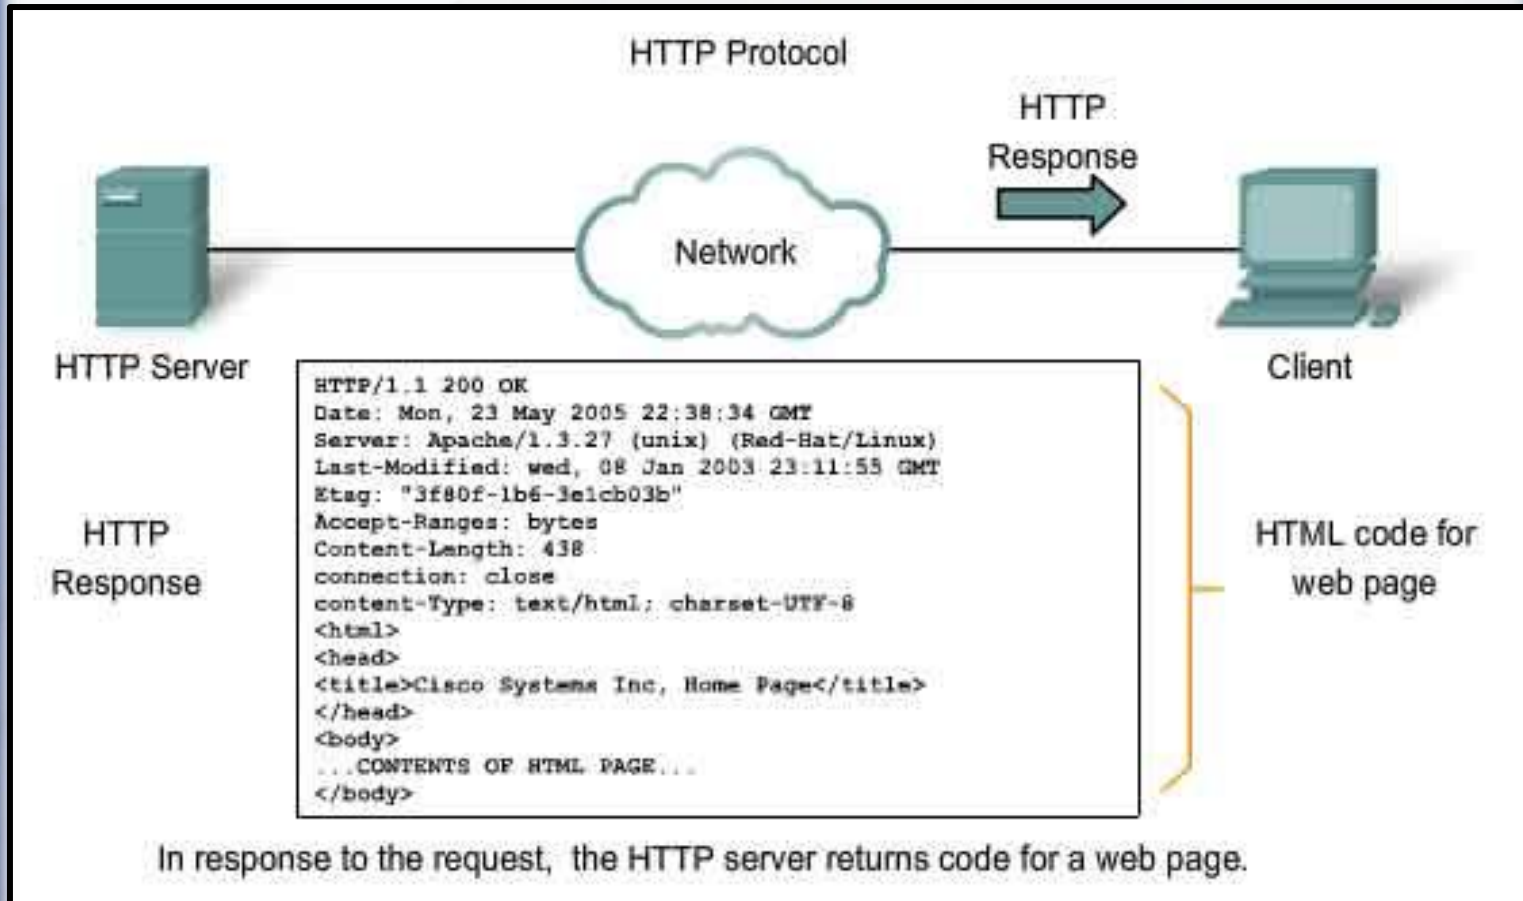 HTTP Protocol
HTTP
Response
Network
HTTP Server
Client
HTTP
Response
HTTP/1.1 200 OK
Date: Mon, 23 May 2005 22:38:34 GMT
Server: Apache/1.3.27 (unix) (Red-Hat/Linux)
Last-Modified: wed, 08 Jan 2003 23:11:55 GMT
Etag: "3f80f-1b6-3e1cb03b"
Accept-Ranges: bytes
Content-Length: 438
connection: close
content-Type: text/html; charset-UTF-8
<html>
<head>
<title>Cisco Systems Inc, Home Page</title>
</head>
<body>
...CONTENTS OF HTML PAGE...
</body>
HTML code for
web page
In response to the request, the HTTP server returns code for a web page.